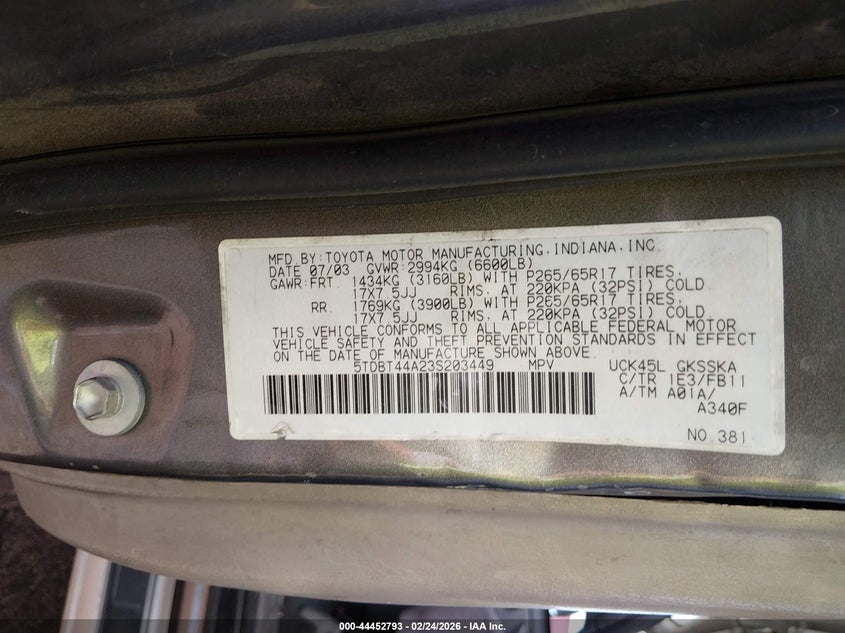 MFD. BY: TOYOTA MOTOR MANUFACTURING, INDIANA, INC.
DATE 07/03 GVWR: 2994KG (6600LB)
GAWR: FRT. 1434KG (3160LB) WITH P265/65R17 TIRES.
17X7.5JJ RIMS. AT 220KPA (32PSI) COLD
RR. 1769KG (3900LB) WITH P265/65R17 TIRES.
17X7.5JJ RIMS. AT 220KPA (32PSI) COLD
THIS VEHICLE CONFORMS TO ALL APPLICABLE FEDERAL MOTOR
VEHICLE SAFETY AND THEFT PREVENTION STANDARDS IN EFFECT
ON THE DATE OF MANUFACTURE SHOWN ABOVE.
5TDBT44A23S203449 MPV UCK45L GKSSKA
C/TR 1E3/FB11
A/TM A01A/
A340F
NO. 381
000-44452793 - 02/24/2026 - IAA Inc.